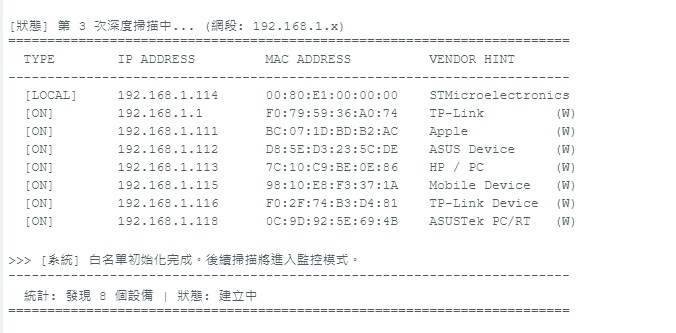 [狀態] 第 3 次深度掃描中... (網段: 192.168.1.x)
========================================================================
TYPE IP ADDRESS MAC ADDRESS VENDOR HINT
------------------------------------------------------------------------
[LOCAL] 192.168.1.114 00:80:E1:00:00:00 STMicroelectronics
[ON] 192.168.1.1 F0:79:59:36:A0:74 TP-Link (W)
[ON] 192.168.1.111 BC:07:1D:BD:B2:AC Apple (W)
[ON] 192.168.1.112 D8:5E:D3:23:5C:DE ASUS Device (W)
[ON] 192.168.1.113 7C:10:C9:BE:0E:86 HP / PC (W)
[ON] 192.168.1.115 98:10:E8:F3:37:1A Mobile Device (W)
[ON] 192.168.1.116 F0:2F:74:B3:D4:81 TP-Link Device (W)
[ON] 192.168.1.118 0C:9D:92:5E:69:4B ASUSTek PC/RT (W)
>>> [系統] 白名單初始化完成。後續掃描將進入監控模式。
------------------------------------------------------------------------
統計: 發現 8 個設備 | 狀態: 建立中
========================================================================